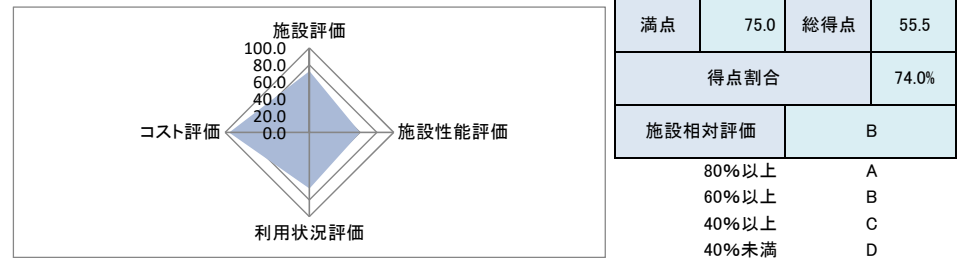 施設評価
100.0
80.0
60.0
40.0
20.0
0.0
コスト評価
施設性能評価
利用状況評価
満点 75.0 総得点 55.5
得点割合 74.0%
施設相対評価 B
80%以上 A
60%以上 B
40%以上 C
40%未満 D